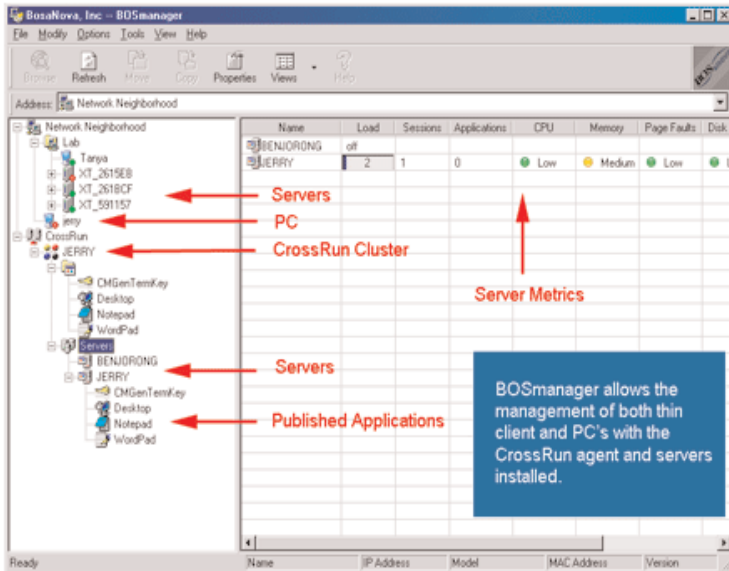 BosaNova, Inc -- BOSmanager
File Modify Options Tools View Help
Browse Refresh Move Copy Properties Views Help
Address: Network Neighborhood
Network Neighborhood
Lab
Tanya
XT_2615E8
XT_261BCF
XT_591157
jerry
CrossRun
JERRY
CMGenTermKey
Desktop
Notepad
WordPad
Servers
BENJORONG
JERRY
CMGenTermKey
Desktop
Notepad
WordPad
Name Load Sessions Applications CPU Memory Page Faults Disk
BENJORONG off
JERRY 2 1 0 Low Medium Low
Servers
PC
CrossRun Cluster
Server Metrics
Servers
Published Applications
BOSmanager allows the
management of both thin
client and PC's with the
CrossRun agent and servers
installed.
Ready Name IP Address Model MAC Address Version